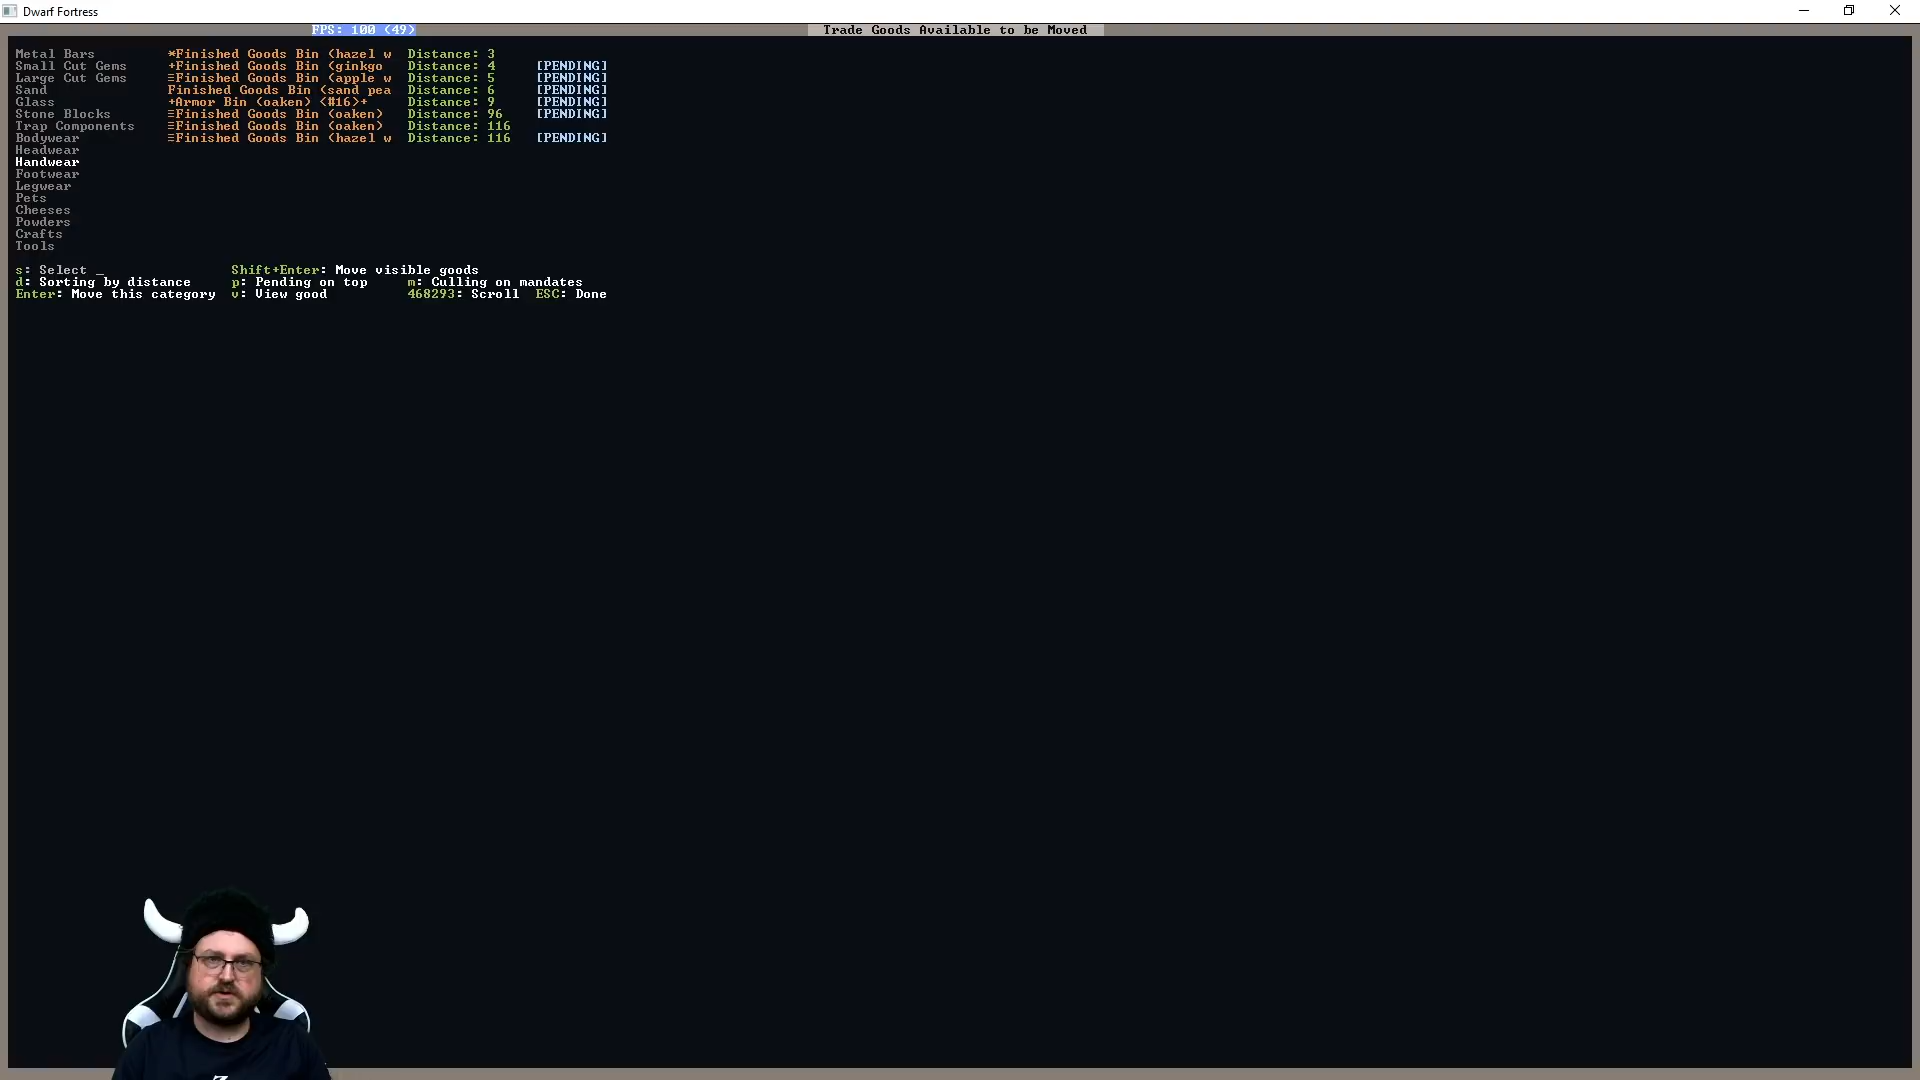 Dwarf Fortress
FPS: 100 (49)
Trade Goods Available to be Moved
Metal Bars *Finished Goods Bin (hazel w Distance: 3
Small Cut Gems +Finished Goods Bin (ginkgo Distance: 4 [PENDING]
Large Cut Gems ≡Finished Goods Bin (apple w Distance: 5 [PENDING]
Sand Finished Goods Bin (sand pea Distance: 6 [PENDING]
Glass +Armor Bin (oaken) <#16>+ Distance: 9 [PENDING]
Stone Blocks ≡Finished Goods Bin (oaken) Distance: 96 [PENDING]
Trap Components ≡Finished Goods Bin (oaken) Distance: 116
Bodywear ≡Finished Goods Bin (hazel w Distance: 116 [PENDING]
Headwear
Handwear
Footwear
Legwear
Pets
Cheeses
Powders
Crafts
Tools
s: Select _ Shift+Enter: Move visible goods
d: Sorting by distance p: Pending on top m: Culling on mandates
Enter: Move this category v: View good 468293: Scroll ESC: Done